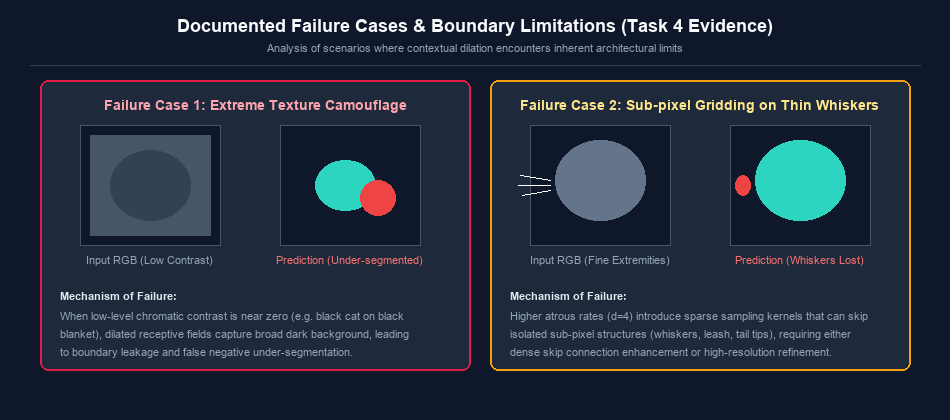 Documented Failure Cases & Boundary Limitations (Task 4 Evidence)
Analysis of scenarios where contextual dilation encounters inherent architectural limits
Failure Case 1: Extreme Texture Camouflage
Input RGB (Low Contrast)
Prediction (Under-segmented)
Mechanism of Failure:
When low-level chromatic contrast is near zero (e.g. black cat on black
blanket), dilated receptive fields capture broad dark background, leading
to boundary leakage and false negative under-segmentation.
Failure Case 2: Sub-pixel Gridding on Thin Whiskers
Input RGB (Fine Extremities)
Prediction (Whiskers Lost)
Mechanism of Failure:
Higher atrous rates (d=4) introduce sparse sampling kernels that can skip
isolated sub-pixel structures (whiskers, leash, tail tips), requiring either
dense skip connection enhancement or high-resolution refinement.